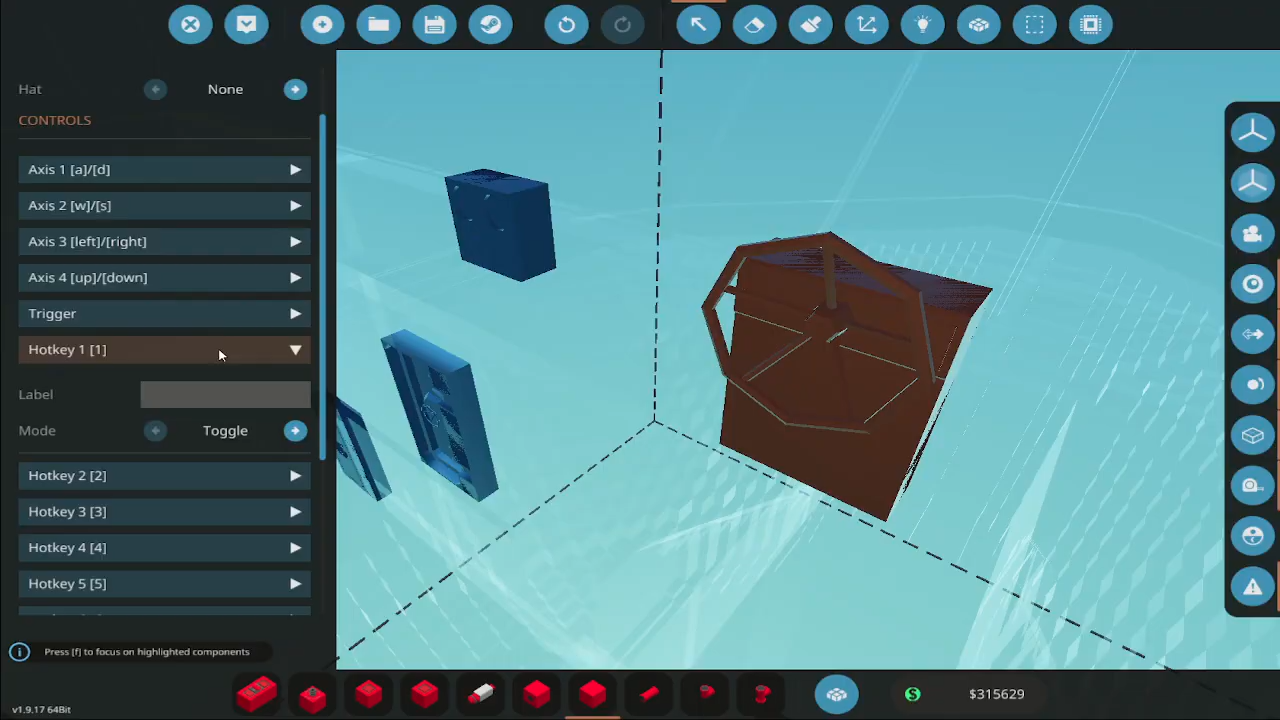 Hat
None
CONTROLS
Axis 1 [a]/[d]
Axis 2 [w]/[s]
Axis 3 [left]/[right]
Axis 4 [up]/[down]
Trigger
Hotkey 1 [1]
Label
Mode
Toggle
Hotkey 2 [2]
Hotkey 3 [3]
Hotkey 4 [4]
Hotkey 5 [5]
Press [f] to focus on highlighted components
v1.9.17 64Bit
$
$315629